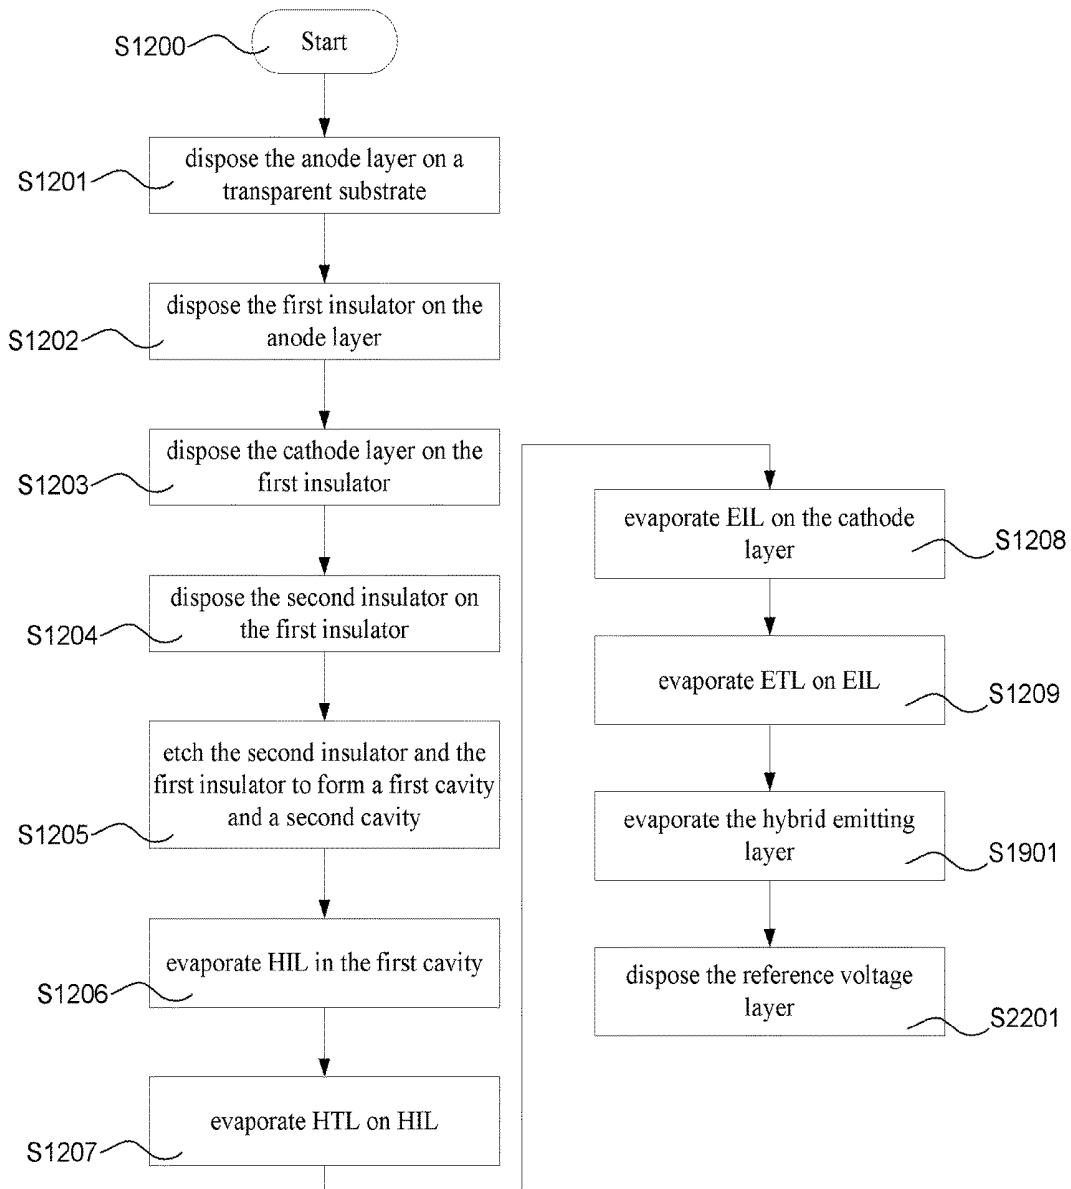 S1200
Start
S1201
dispose the anode layer on a
transparent substrate
S1202
dispose the first insulator on the
anode layer
S1203
dispose the cathode layer on the
first insulator
S1204
dispose the second insulator on
the first insulator
S1205
etch the second insulator and the
first insulator to form a first cavity
and a second cavity
S1206
evaporate HIL in the first cavity
S1207
evaporate HTL on HIL
evaporate EIL on the cathode
layer
S1208
evaporate ETL on EIL
S1209
evaporate the hybrid emitting
layer
S1901
dispose the reference voltage
layer
S2201